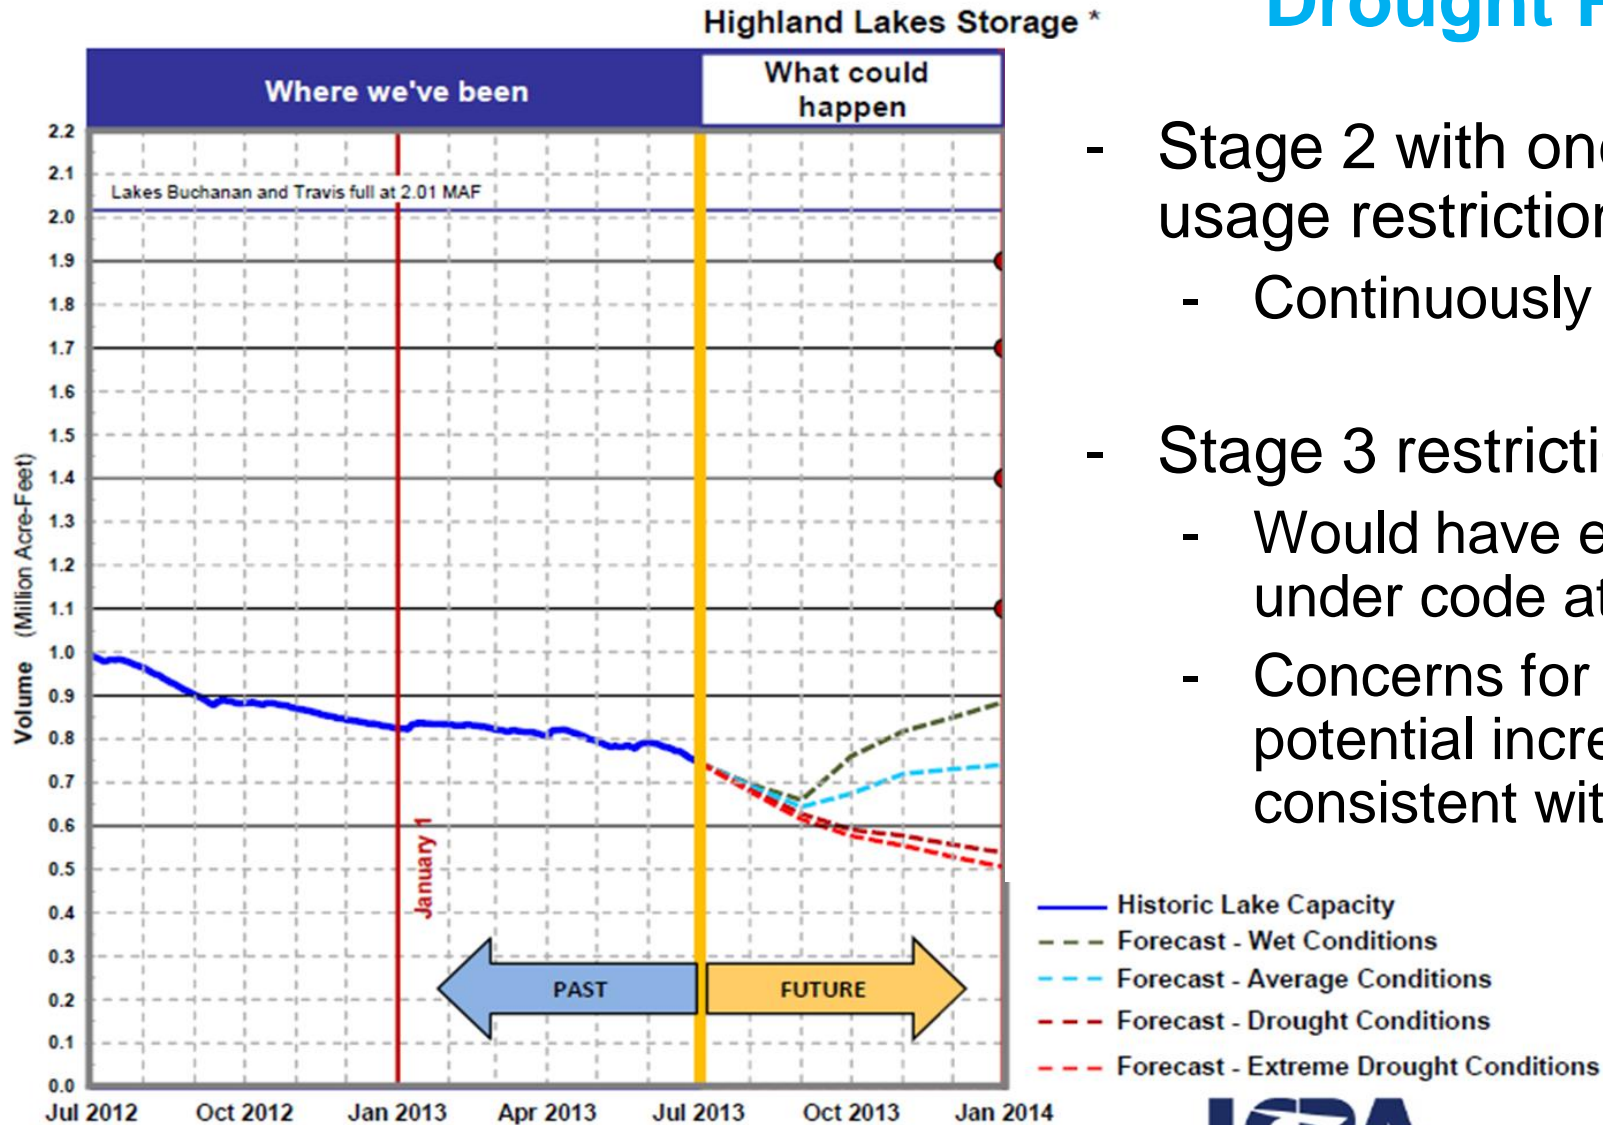 Highland Lakes Storage *
Drought
Where we've been
What could
happen
2.2
2.1
2.0
1.9
1.8
1.7
1.6
1.5
1.4
1.3
1.2
1.1
1.0
0.9
0.8
0.7
0.6
0.5
0.4
0.3
0.2
0.1
0.0
Volume (Million Acre-Feet)
Lakes Buchanan and Travis full at 2.01 MAF
January 1
PAST
FUTURE
Jul 2012
Oct 2012
Jan 2013
Apr 2013
Jul 2013
Oct 2013
Jan 2014
- Stage 2 with
usage
- Continuously
- Stage 3
- Would have
under code
- Concerns for
potential
consistent
Historic Lake Capacity
Forecast - Wet Conditions
Forecast - Average Conditions
Forecast - Drought Conditions
Forecast - Extreme Drought Conditions